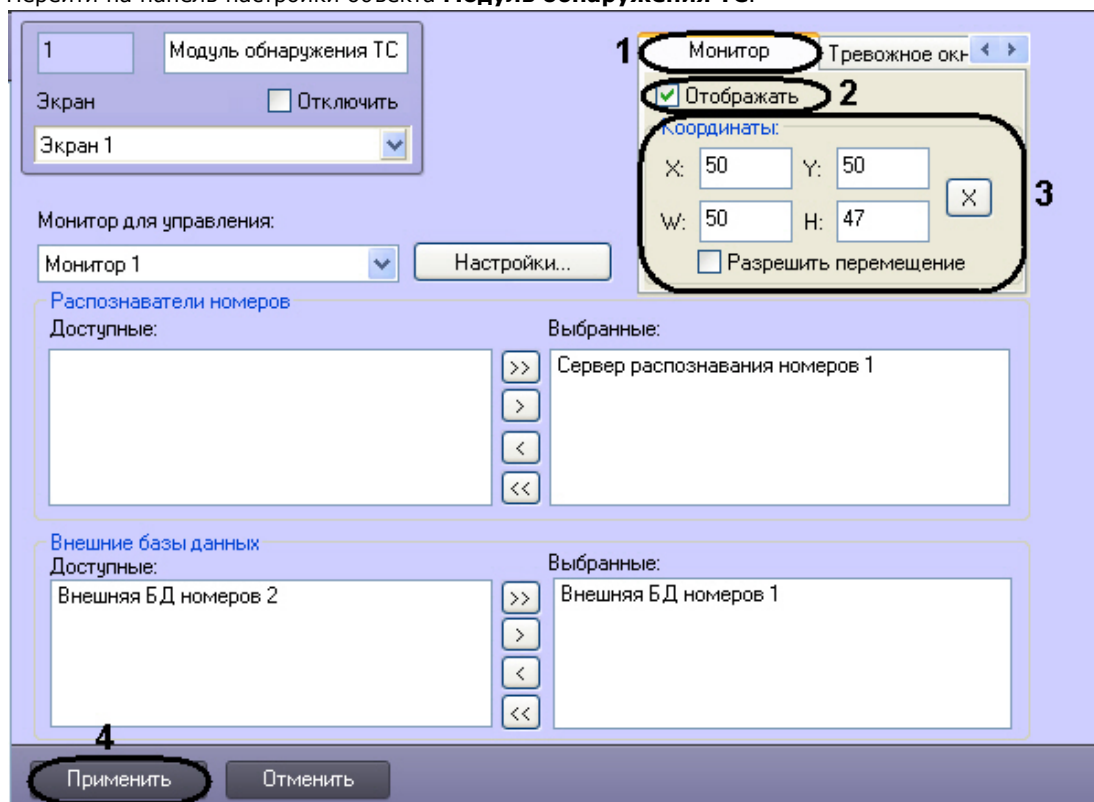 Перейти на панель настройки объекта Модуль обнаружения ТС.
1 Модуль обнаружения ТС
Экран Отключить
Экран 1
1 Монитор Тревожное окн
Отображать 2
Координаты:
X: 50 Y: 50 X
3
W: 50 H: 47
Разрешить перемещение
Монитор для управления:
Монитор 1 Настройки...
Распознаватели номеров
Доступные: Выбранные:
>> Сервер распознавания номеров 1
>
<
<<
Внешние базы данных
Доступные: Выбранные:
Внешняя БД номеров 2 >> Внешняя БД номеров 1
>
<
<<
4
Применить Отменить